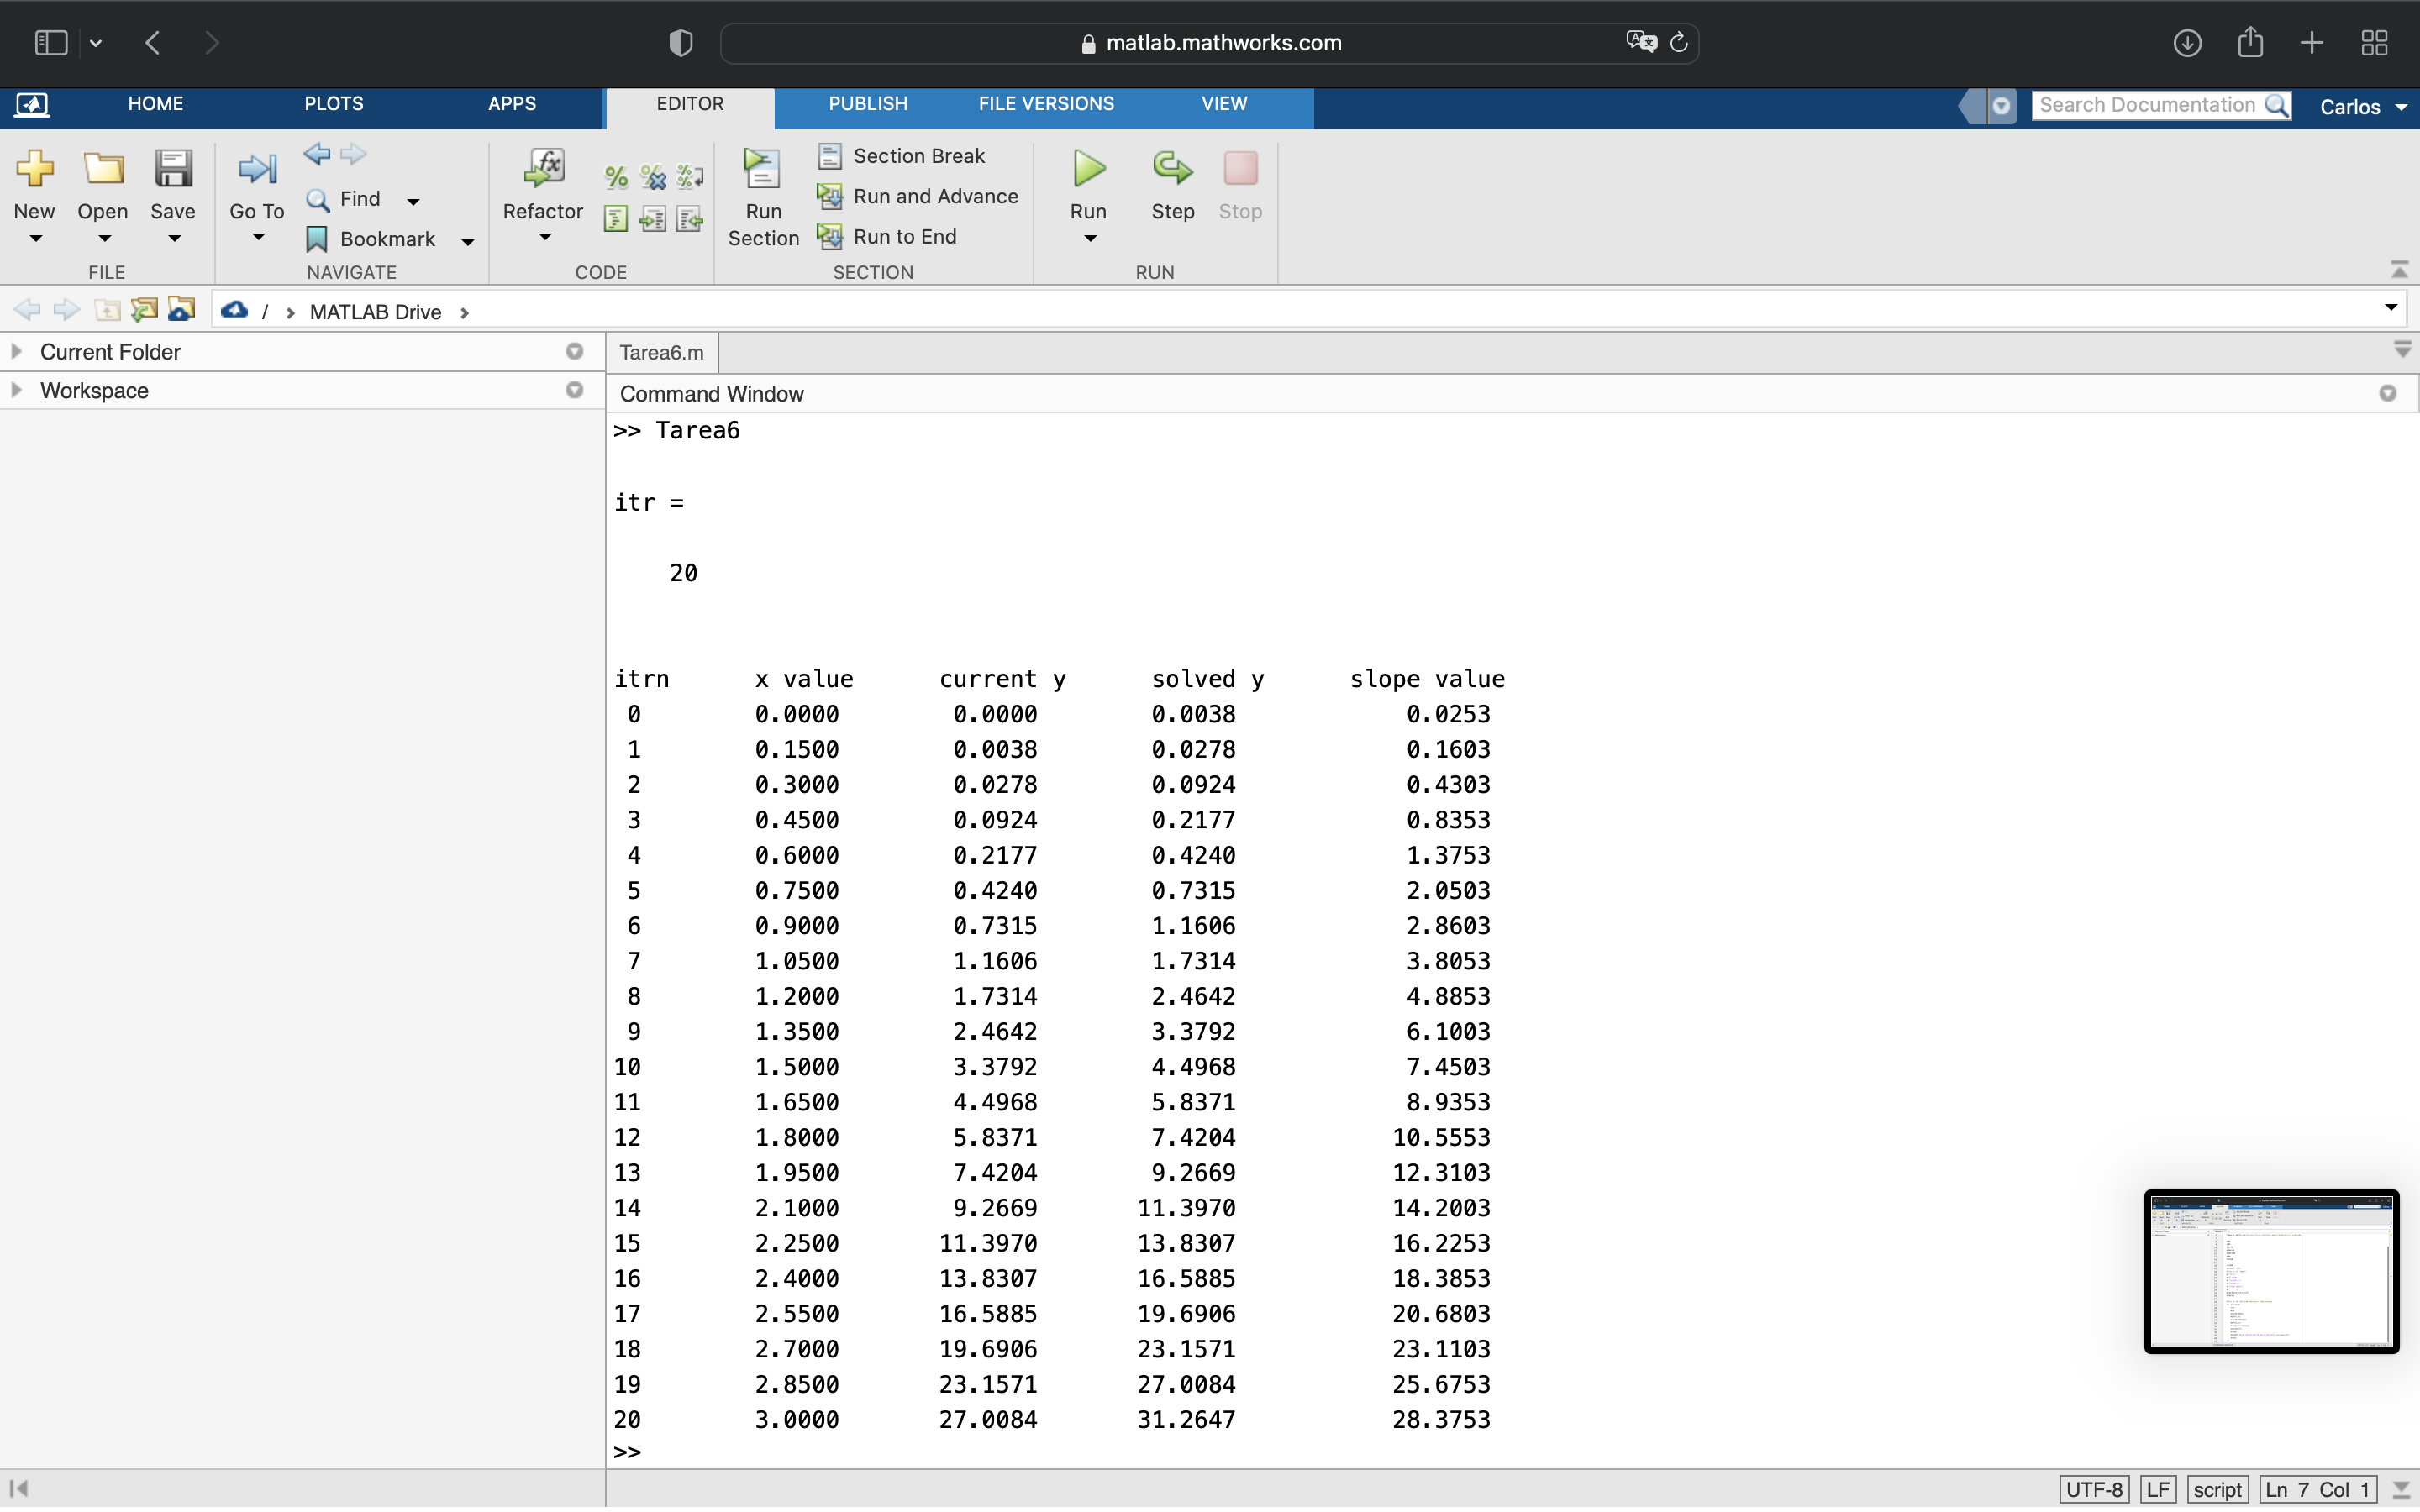 matlab.mathworks.com
HOME PLOTS APPS EDITOR PUBLISH FILE VERSIONS VIEW Search Documentation Carlos
New Open Save Go To Find Bookmark Refactor Run Section Section Break Run and Advance Run to End Run Step Stop
FILE NAVIGATE CODE SECTION RUN
/ > MATLAB Drive >
Current Folder
Workspace
Tarea6.m
Command Window
>> Tarea6
itr =
20
itrn x value current y solved y slope value
0 0.0000 0.0000 0.0038 0.0253
1 0.1500 0.0038 0.0278 0.1603
2 0.3000 0.0278 0.0924 0.4303
3 0.4500 0.0924 0.2177 0.8353
4 0.6000 0.2177 0.4240 1.3753
5 0.7500 0.4240 0.7315 2.0503
6 0.9000 0.7315 1.1606 2.8603
7 1.0500 1.1606 1.7314 3.8053
8 1.2000 1.7314 2.4642 4.8853
9 1.3500 2.4642 3.3792 6.1003
10 1.5000 3.3792 4.4968 7.4503
11 1.6500 4.4968 5.8371 8.9353
12 1.8000 5.8371 7.4204 10.5553
13 1.9500 7.4204 9.2669 12.3103
14 2.1000 9.2669 11.3970 14.2003
15 2.2500 11.3970 13.8307 16.2253
16 2.4000 13.8307 16.5885 18.3853
17 2.5500 16.5885 19.6906 20.6803
18 2.7000 19.6906 23.1571 23.1103
19 2.8500 23.1571 27.0084 25.6753
20 3.0000 27.0084 31.2647 28.3753
>>
UTF-8 LF script Ln 7 Col 1